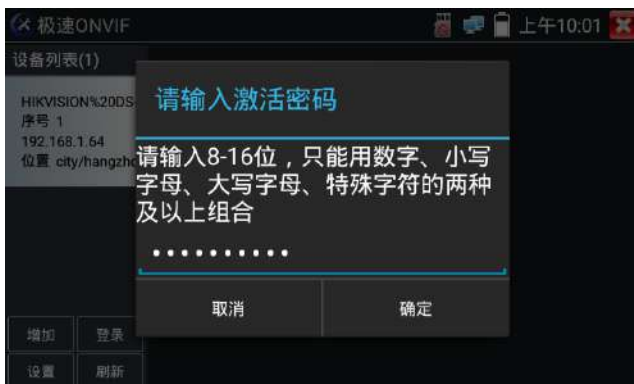 极速ONVIF
上午10:01
设备列表(1)
HIKVISION%20DS-
序号 1
192.168.1.64
位置 city/hangzho
请输入激活密码
请输入8-16位，只能用数字、小写
字母、大写字母、特殊字符的两种
及以上组合
••••••••••
取消
确定
增加
登录
设置
刷新